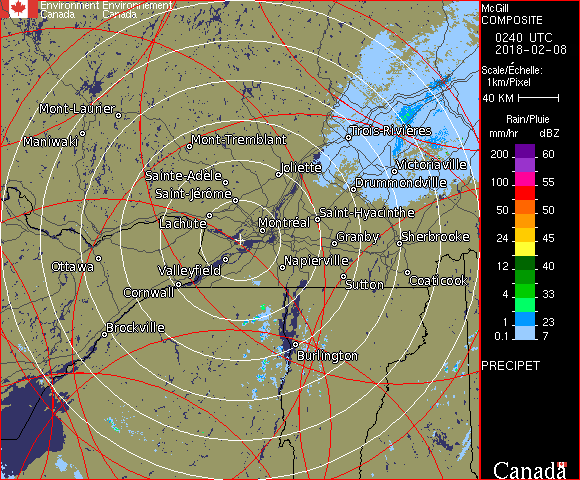 Environment Environnement
Canada Canada
McGill
COMPOSITE
0240 UTC
2018-02-08
Scale/Échelle:
1km/Pixel
40 KM
Rain/Pluie
mm/hr dBZ
200 60
100 55
50 50
24 45
12 40
4 33
1 23
0.1 7
PRECIPET
Canada
Mont-Laurier
Maniwaki
Mont-Tremblant
Trois-Rivières
Sainte-Adèle
Joliette
Victoriaville
Saint-Jérôme
Drummondville
Lachute
Montréal
Saint-Hyacinthe
Granby
Sherbrooke
Ottawa
Valleyfield
Napierville
Cornwall
Sutton
Coaticook
Brockville
Burlington